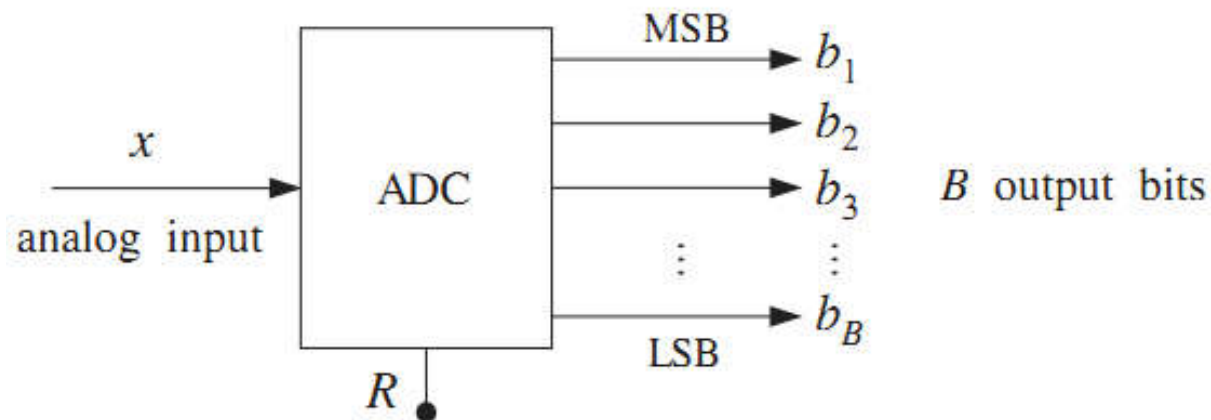 MSB
b1
b2
x
ADC
b3
B output bits
analog input
⋮ ⋮
bB
LSB
R